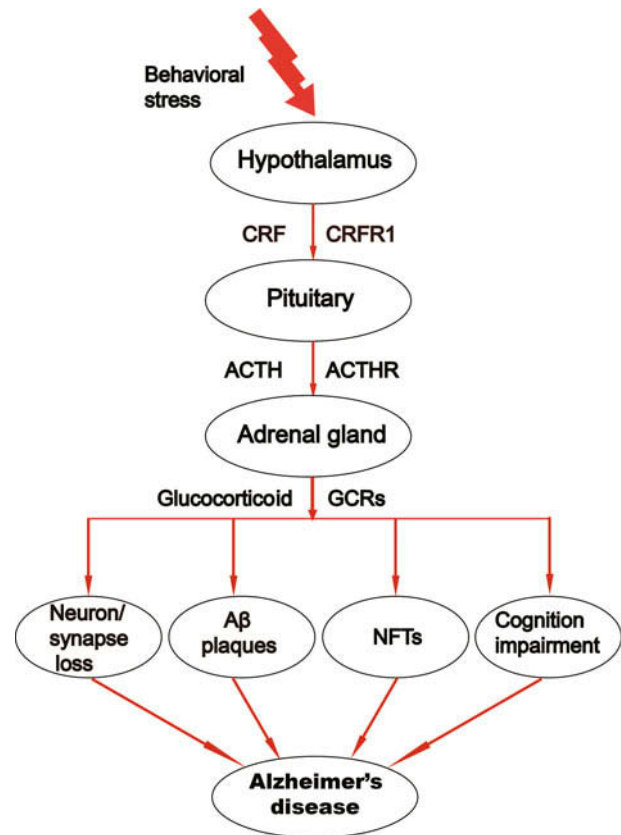 Behavioral
stress
Hypothalamus
CRF CRFR1
Pituitary
ACTH ACTHR
Adrenal gland
Glucocorticoid GCRs
Neuron/
synapse
loss
Aβ
plaques
NFTs
Cognition
impairment
Alzheimer's
disease